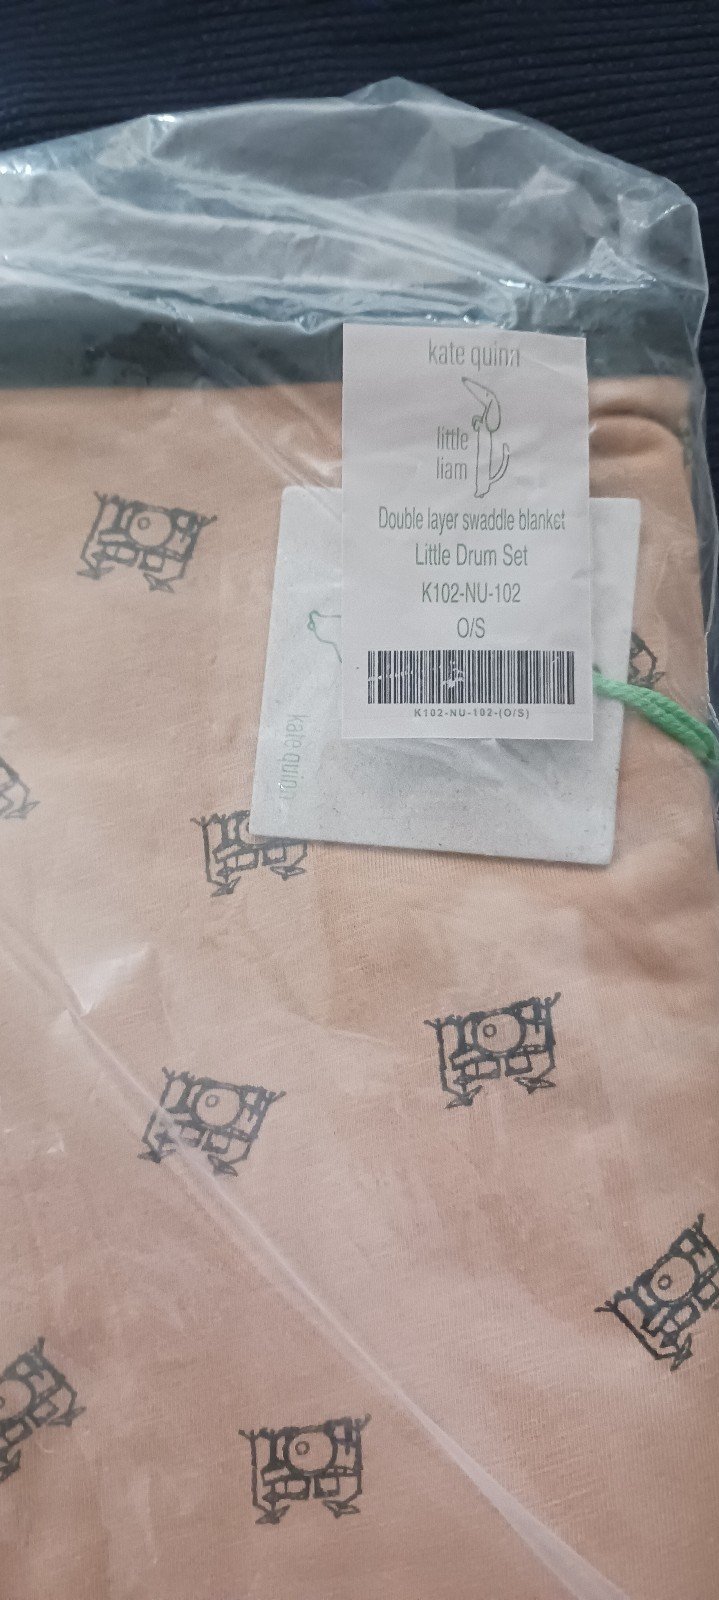 kate quinn
little
liam
Double layer swaddle blanket
Little Drum Set
K102-NU-102
O/S
K102-NU-102-(O/S)
kate quinn